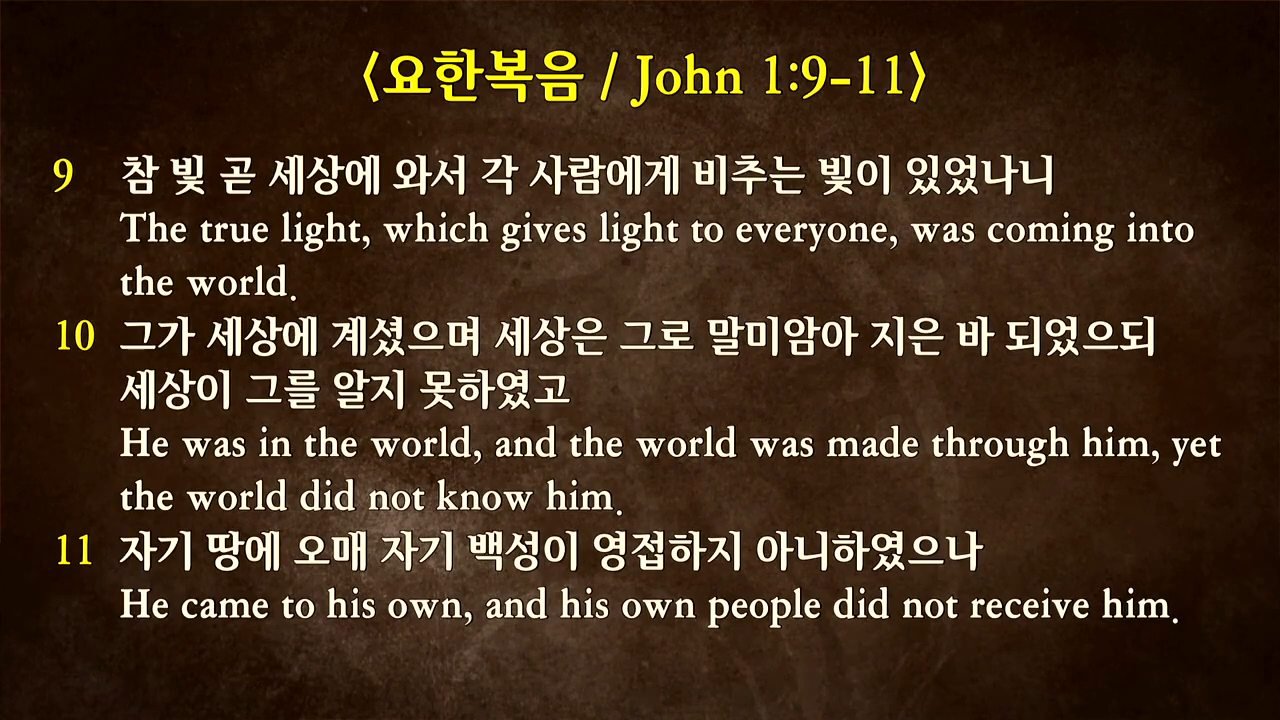 〈요한복음 / John 1:9-11〉
9 참 빛 곧 세상에 와서 각 사람에게 비추는 빛이 있었나니
The true light, which gives light to everyone, was coming into
the world.
10 그가 세상에 계셨으며 세상은 그로 말미암아 지은 바 되었으되
세상이 그를 알지 못하였고
He was in the world, and the world was made through him, yet
the world did not know him.
11 자기 땅에 오매 자기 백성이 영접하지 아니하였으나
He came to his own, and his own people did not receive him.